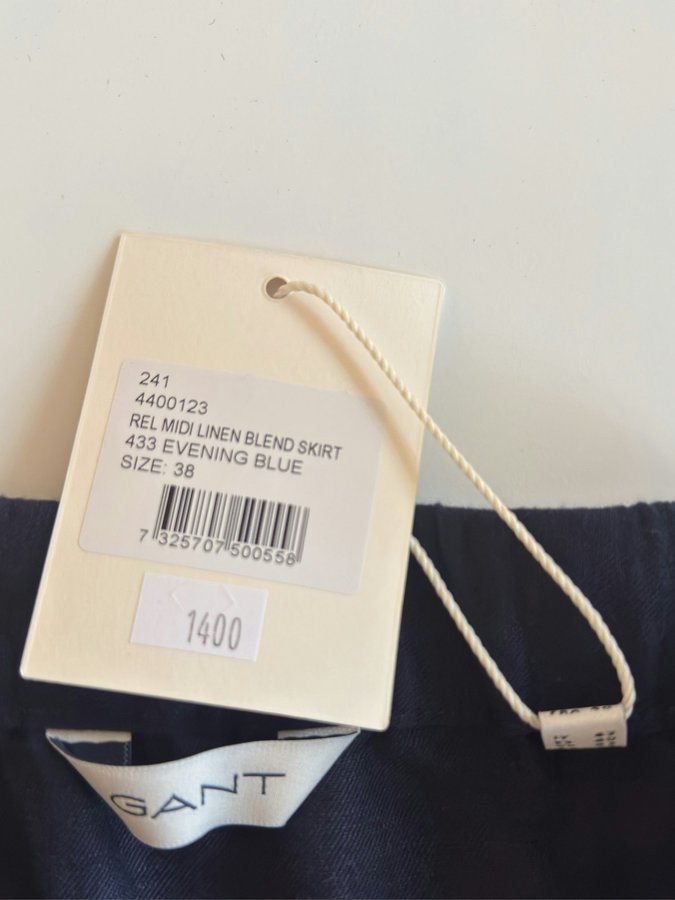 241
4400123
REL MIDI LINEN BLEND SKIRT
433 EVENING BLUE
SIZE: 38
7 325707 500558
1400
GANT